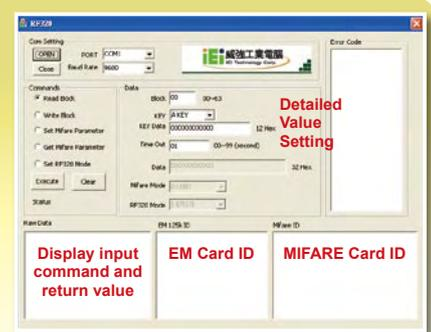 RF320
Com Setting
OPEN PORT COM1
Close Baud Rate 9600
iEi 威強工業電腦
IEI Technology Corp.
Error Code
Commands
Read Block
Write Block
Set Mifare Parameter
Get Mifare Parameter
Set RF320 Mode
Execute Clear
Status
Data
Block 00 00~63
KEY AKEY
KEY Data 000000000000 12 Hex
Time Out 01 00~99 (second)
Data 32 Hex
Mifare Mode
RF320 Mode
Detailed
Value
Setting
Raw Data
EM 125k ID
Mifare ID
Display input
command and
return value
EM Card ID
MIFARE Card ID